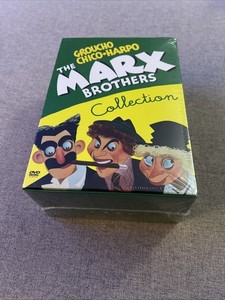 GROUCHO
CHICO-HARPO
THE
MARX
BROTHERS
Collection
DVD